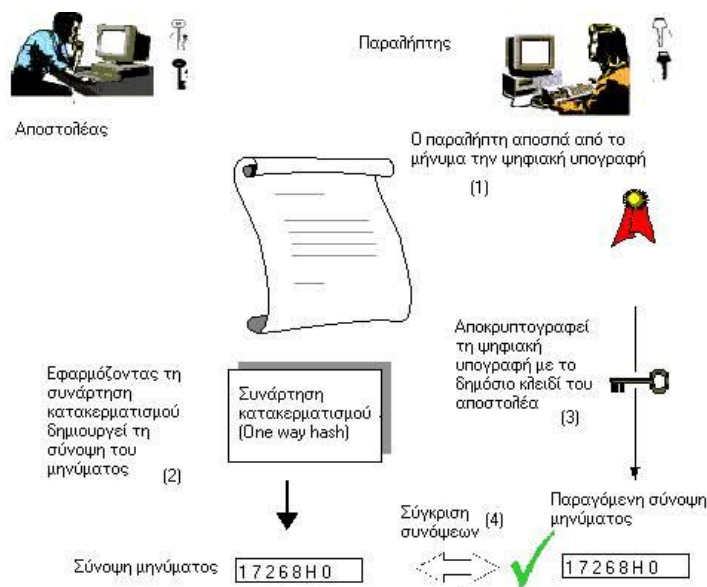 Αποστολέας
Παραλήπτης
Ο παραλήπτη αποσπά από το
μήνυμα την ψηφιακή υπογραφή
(1)
Αποκρυπτογραφεί
τη ψηφιακή
υπογραφή με το
δημόσιο κλειδί του
αποστολέα
(3)
Εφαρμόζοντας τη
συνάρτηση
κατακερματισμού
δημιουργεί τη
σύνοψη του
μηνύματος (2)
Συνάρτηση
κατακερματισμού
(One way hash)
Σύγκριση (4)
συνόψεων
Παραγόμενη σύνοψη
μηνύματος
Σύνοψη μηνύματος 17268H0
17268H0